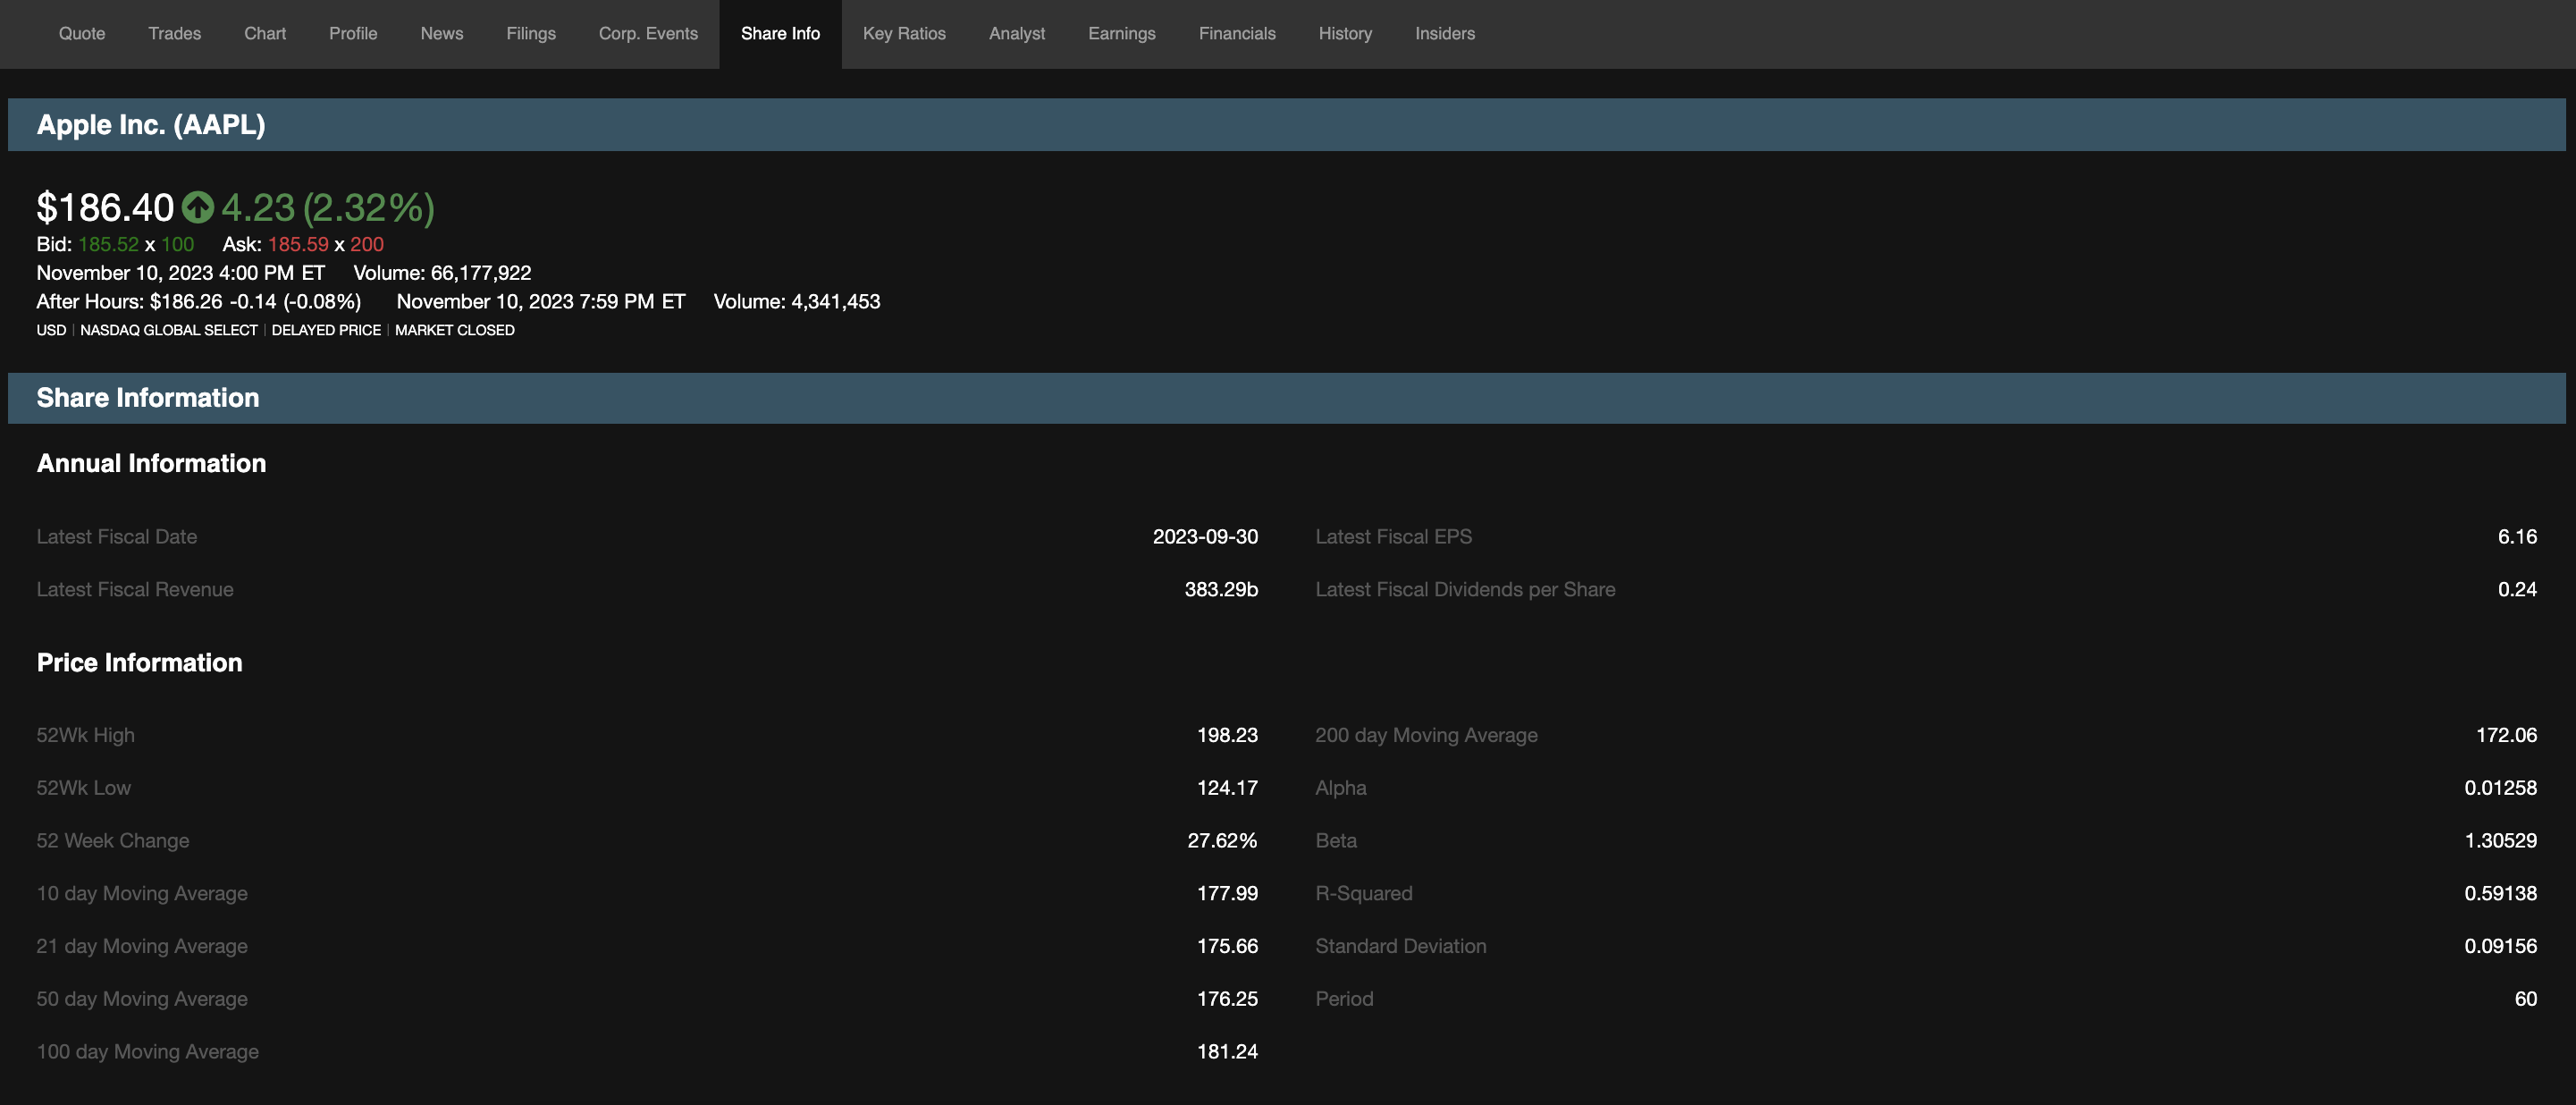 Quote Trades Chart Profile News Filings Corp. Events Share Info Key Ratios Analyst Earnings Financials History Insiders
Apple Inc. (AAPL)
$186.40 4.23 (2.32%)
Bid: 185.52 x 100 Ask: 185.59 x 200
November 10, 2023 4:00 PM ET Volume: 66,177,922
After Hours: $186.26 -0.14 (-0.08%) November 10, 2023 7:59 PM ET Volume: 4,341,453
USD | NASDAQ GLOBAL SELECT | DELAYED PRICE | MARKET CLOSED
Share Information
Annual Information
Latest Fiscal Date 2023-09-30 Latest Fiscal EPS 6.16
Latest Fiscal Revenue 383.29b Latest Fiscal Dividends per Share 0.24
Price Information
52Wk High 198.23 200 day Moving Average 172.06
52Wk Low 124.17 Alpha 0.01258
52 Week Change 27.62% Beta 1.30529
10 day Moving Average 177.99 R-Squared 0.59138
21 day Moving Average 175.66 Standard Deviation 0.09156
50 day Moving Average 176.25 Period 60
100 day Moving Average 181.24